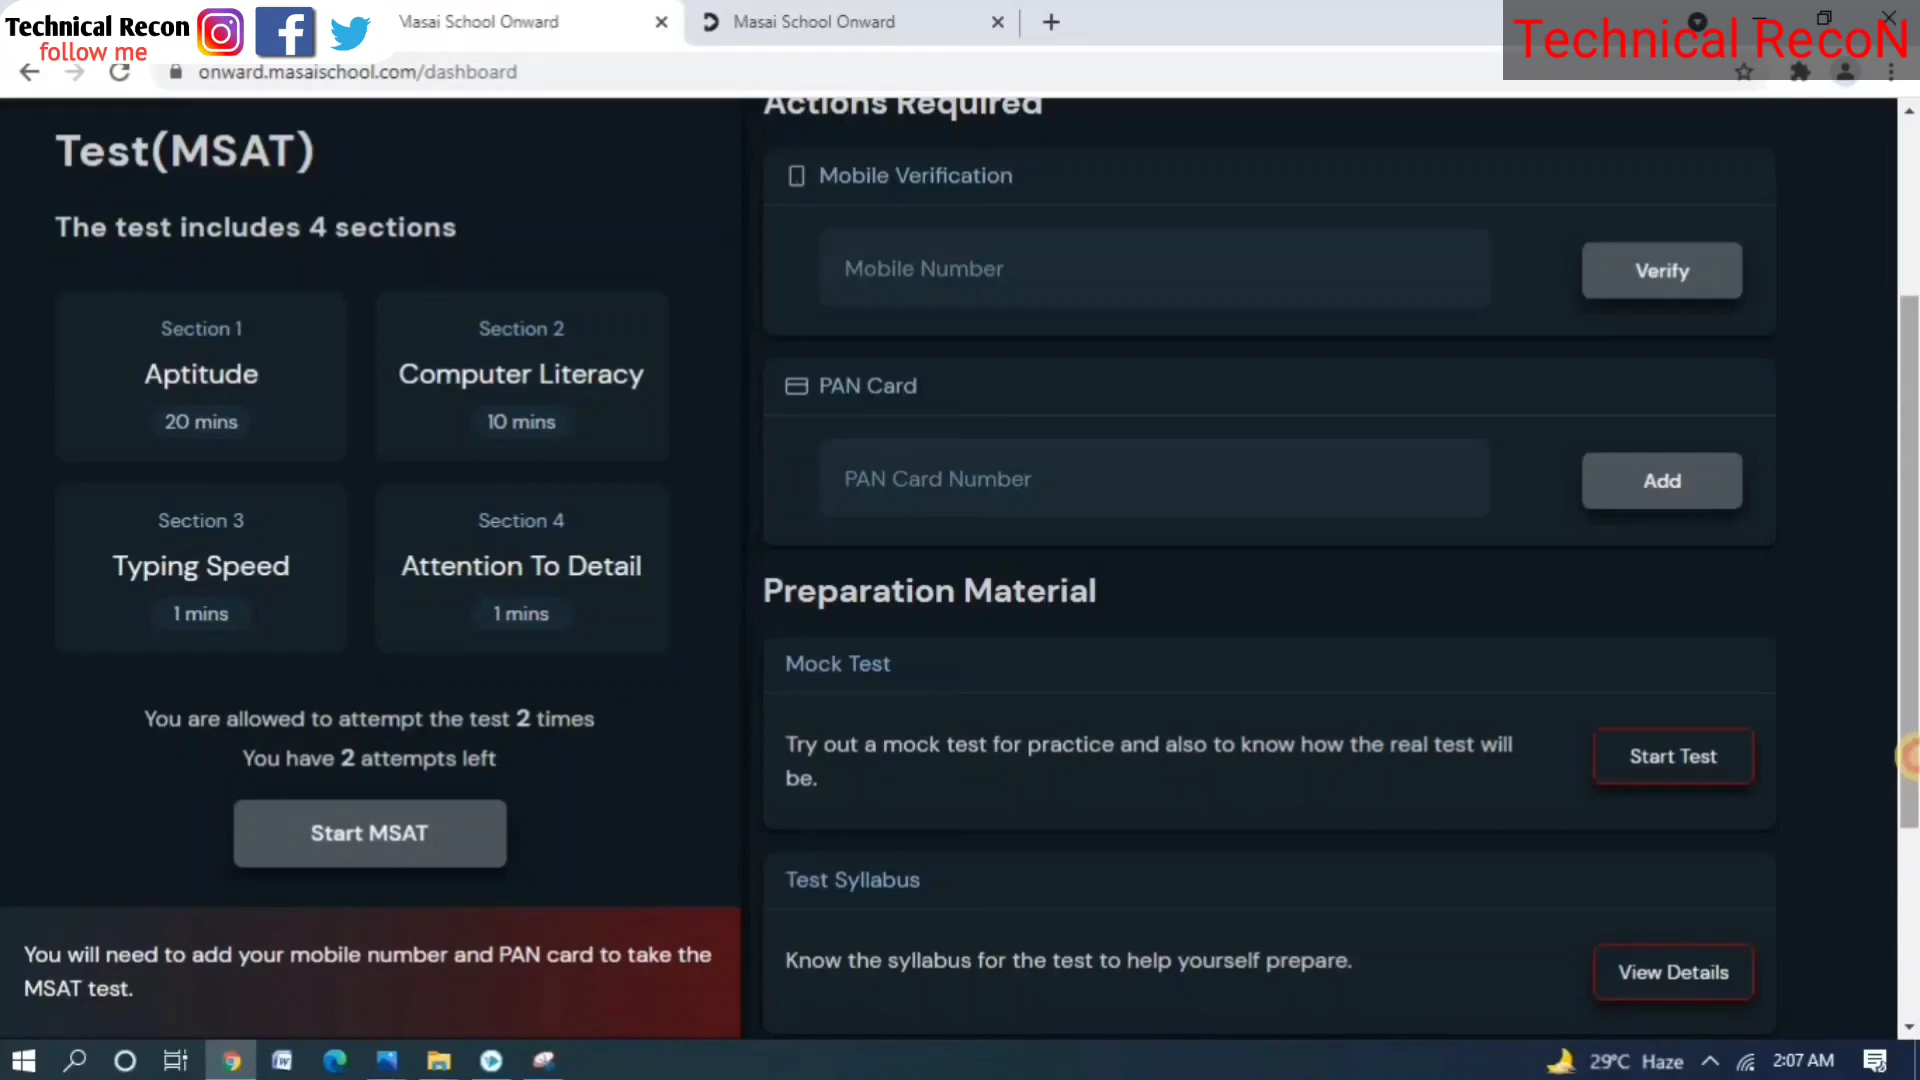 Technical Recon
follow me
Masai School Onward
Masai School Onward
Technical RecoN
onward.masaischool.com/dashboard
Test(MSAT)
The test includes 4 sections
Section 1
Aptitude
20 mins
Section 2
Computer Literacy
10 mins
Section 3
Typing Speed
1 mins
Section 4
Attention To Detail
1 mins
You are allowed to attempt the test 2 times
You have 2 attempts left
Start MSAT
You will need to add your mobile number and PAN card to take the
MSAT test.
Actions Required
Mobile Verification
Mobile Number
Verify
PAN Card
PAN Card Number
Add
Preparation Material
Mock Test
Try out a mock test for practice and also to know how the real test will
be.
Start Test
Test Syllabus
Know the syllabus for the test to help yourself prepare.
View Details
29°C Haze
2:07 AM